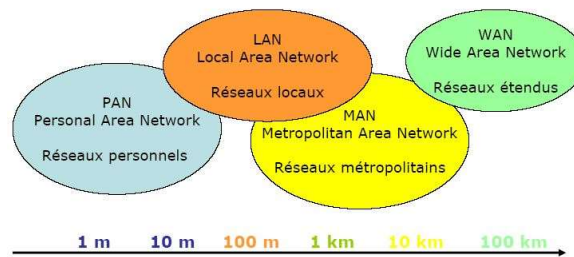 PAN
Personal Area Network
Réseaux personnels
LAN
Local Area Network
Réseaux locaux
MAN
Metropolitan Area Network
Réseaux métropolitains
WAN
Wide Area Network
Réseaux étendus
1 m 10 m 100 m 1 km 10 km 100 km